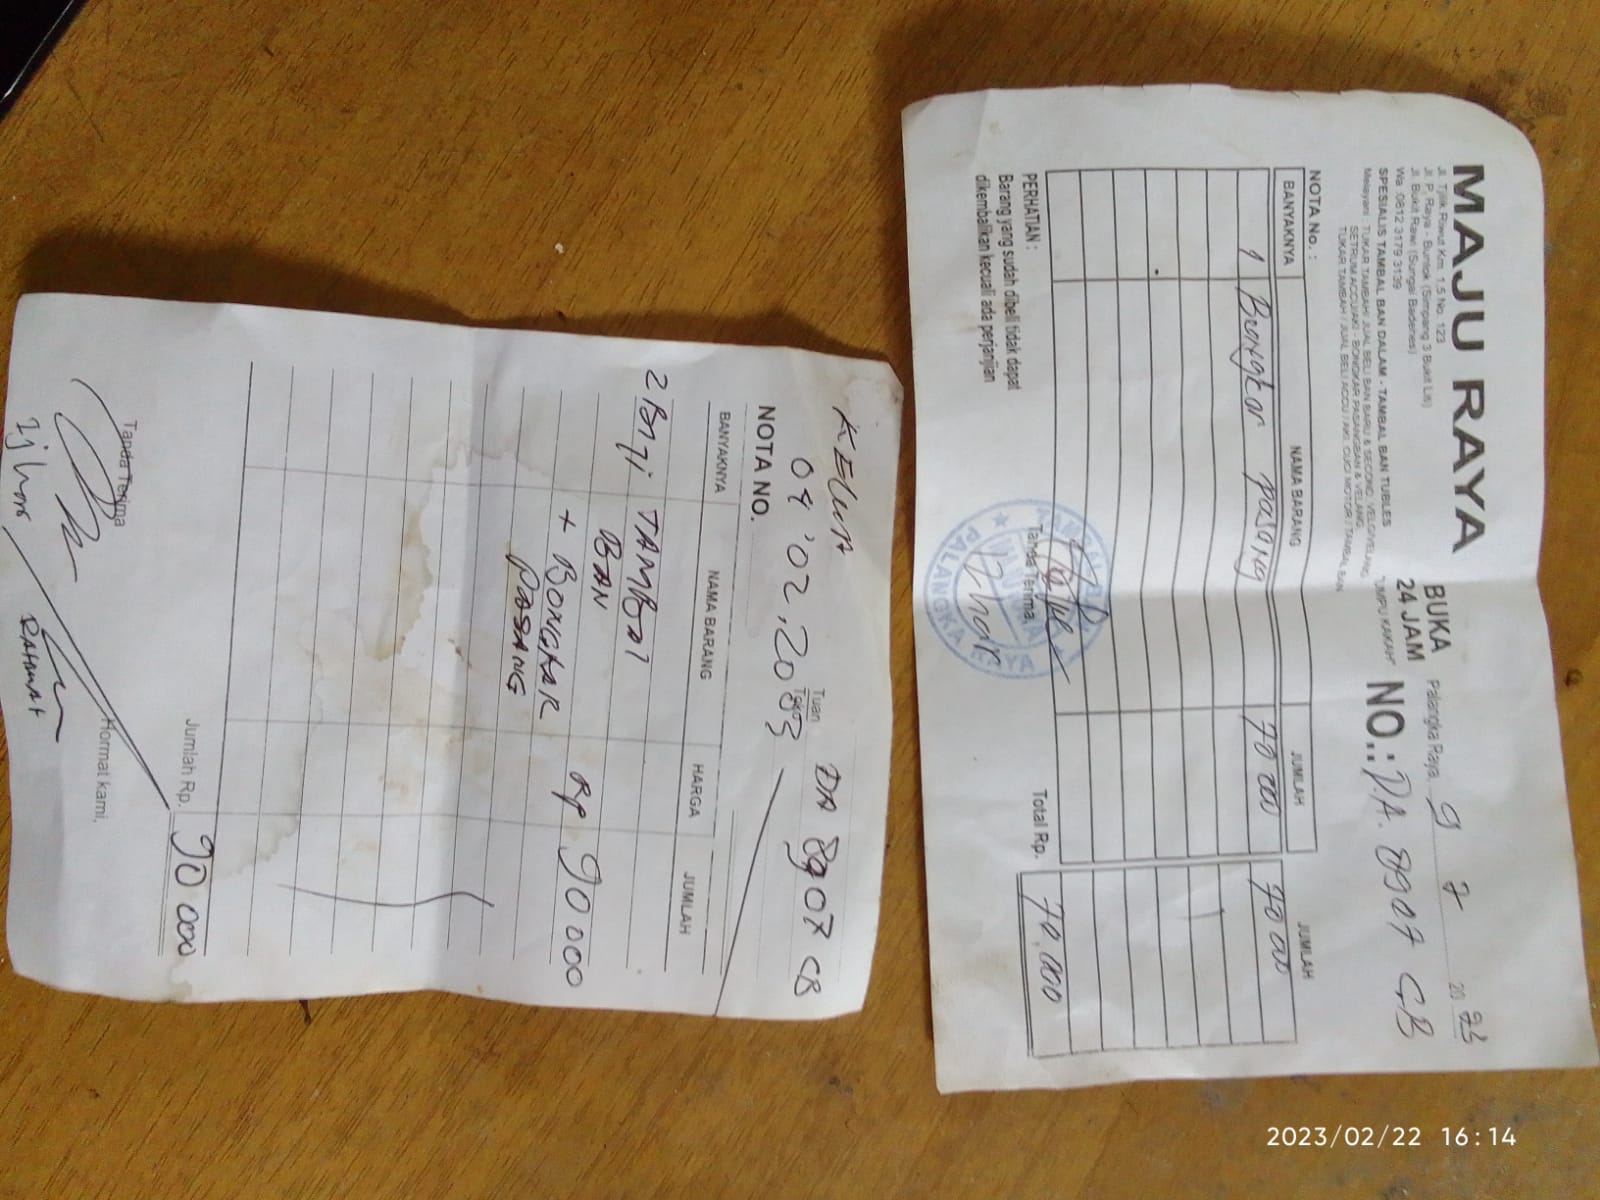 MAJU RAYA
Jl. Tjilik Riwut Km. 1,5 No. 123
Jl. P. Raya - Buntok (Simpang 3 Bukit Liti)
Jl. Bukit Rawi (Sungai Badenes)
Wa :0812 3179 3139
SPESIALIS TAMBAL BAN DALAM - TAMBAL BAN TUBLES
Melayani : TUKAR TAMBAH/ JUAL BELI BAN BARU & SECOND, VELG/VELANG
SETRIUM ACCU/AKI - BONGKAR PASANGBAN & VELANG,
TUKAR TAMBAH / JUAL BELI ACCU / AKI, CUCI MOTOR / TAMBAL BAN
BUKA
24 JAM
"UMPU KAKAH"
Palangka Raya, 9 7 20 23
NO.: D.A. 8907 CB
2023/02/22 16:14
NOTA No. :
BANYAKNYA NAMA BARANG JUMLAH JUMLAH
1 Bongkar pasang 70 000 70 000
Total Rp. 70.000
PERHATIAN :
Barang yang sudah dibeli tidak dapat
dikembalikan kecuali ada perjanjian
Tanda Terima,
Izhar
TAMBAL BAN
PALANGKA RAYA
KELUA
04 '02.2003
Tuan
Toko
DA 8907 CB
NOTA NO.
BANYAKNYA NAMA BARANG HARGA JUMLAH
2 Biji TAMBAL
BAN Rp 90 000
+ BONGKAR
PASANG
Jumlah Rp. 90 000
Tanda Terima Hormat kami,
Izhar RAHMAT